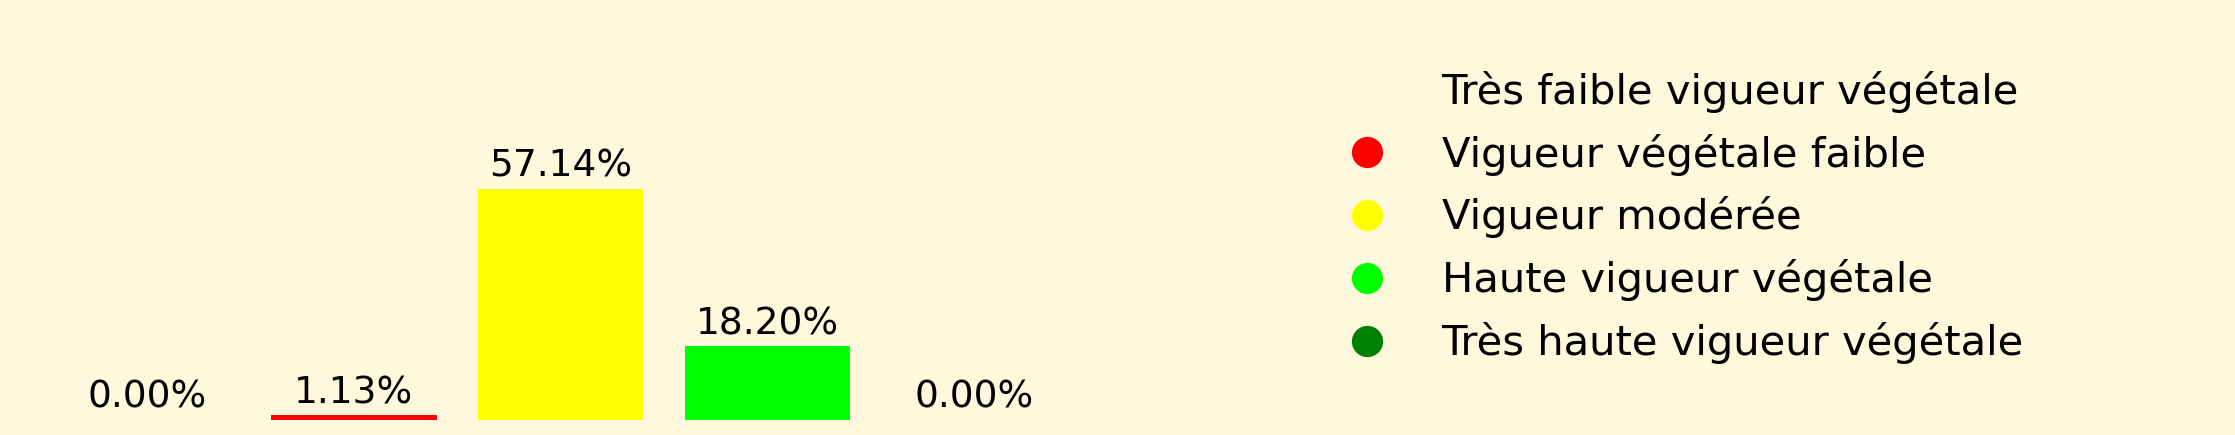 57.14%
18.20%
0.00%
1.13%
0.00%
Très faible vigueur végétale
Vigueur végétale faible
Vigueur modérée
Haute vigueur végétale
Très haute vigueur végétale